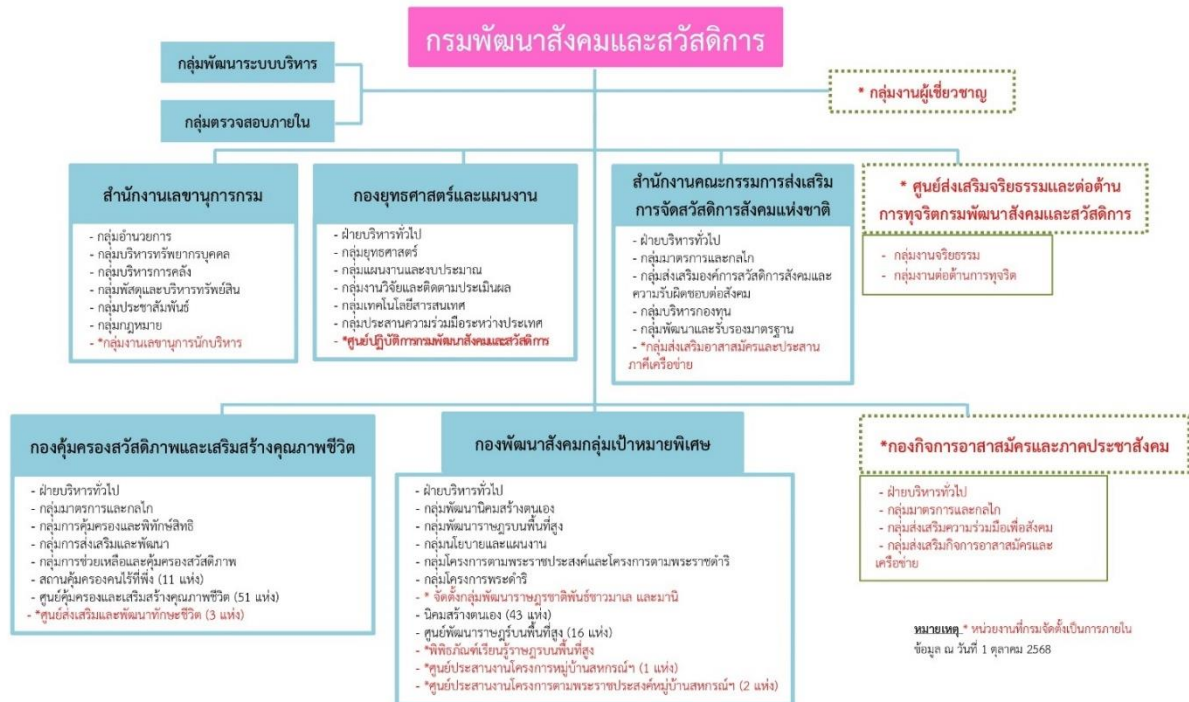 กรมพัฒนาสังคมและสวัสดิการ
กลุ่มพัฒนาระบบบริหาร
* กลุ่มงานผู้เชี่ยวชาญ
กลุ่มตรวจสอบภายใน
สำนักงานเลขานุการกรม
- กลุ่มอำนวยการ
- กลุ่มบริหารทรัพยากรบุคคล
- กลุ่มบริหารการคลัง
- กลุ่มพัสดุและบริหารทรัพย์สิน
- กลุ่มประชาสัมพันธ์
- กลุ่มกฎหมาย
- *กลุ่มงานเลขานุการนักบริหาร
กองยุทธศาสตร์และแผนงาน
- ฝ่ายบริหารทั่วไป
- กลุ่มยุทธศาสตร์
- กลุ่มแผนงานและงบประมาณ
- กลุ่มงานวิจัยและติดตามประเมินผล
- กลุ่มเทคโนโลยีสารสนเทศ
- กลุ่มประสานความร่วมมือระหว่างประเทศ
- *ศูนย์ปฏิบัติการกรมพัฒนาสังคมและสวัสดิการ
สำนักงานคณะกรรมการส่งเสริม
การจัดสวัสดิการสังคมแห่งชาติ
- ฝ่ายบริหารทั่วไป
- กลุ่มมาตรการและกลไก
- กลุ่มส่งเสริมองค์การสวัสดิการสังคมและ
ความรับผิดชอบต่อสังคม
- กลุ่มบริหารกองทุน
- กลุ่มพัฒนาและรับรองมาตรฐาน
- *กลุ่มส่งเสริมอาสาสมัครและประสาน
ภาคีเครือข่าย
* ศูนย์ส่งเสริมจริยธรรมและต่อต้าน
การทุจริตกรมพัฒนาสังคมและสวัสดิการ
- กลุ่มงานจริยธรรม
- กลุ่มงานต่อต้านการทุจริต
กองคุ้มครองสวัสดิภาพและเสริมสร้างคุณภาพชีวิต
- ฝ่ายบริหารทั่วไป
- กลุ่มมาตรการและกลไก
- กลุ่มการคุ้มครองและพิทักษ์สิทธิ
- กลุ่มการส่งเสริมและพัฒนา
- กลุ่มการช่วยเหลือและคุ้มครองสวัสดิภาพ
- สถานคุ้มครองคนไร้ที่พึ่ง (11 แห่ง)
- ศูนย์คุ้มครองและเสริมสร้างคุณภาพชีวิต (51 แห่ง)
- *ศูนย์ส่งเสริมและพัฒนาทักษะชีวิต (3 แห่ง)
กองพัฒนาสังคมกลุ่มเป้าหมายพิเศษ
- ฝ่ายบริหารทั่วไป
- กลุ่มพัฒนานิคมสร้างตนเอง
- กลุ่มพัฒนาราษฎรบนพื้นที่สูง
- กลุ่มนโยบายและแผนงาน
- กลุ่มโครงการตามพระราชประสงค์และโครงการตามพระราชดำริ
- กลุ่มโครงการพระดำริ
- * จัดตั้งกลุ่มพัฒนาราษฎรชาติพันธ์ชาวมาเล และมานิ
- นิคมสร้างตนเอง (43 แห่ง)
- ศูนย์พัฒนาราษฎร์บนพื้นที่สูง (16 แห่ง)
- *พิพิธภัณฑ์เรียนรู้ราษฎรบนพื้นที่สูง
- *ศูนย์ประสานงานโครงการหมู่บ้านสหกรณ์ฯ (1 แห่ง)
- *ศูนย์ประสานงานโครงการตามพระราชประสงค์หมู่บ้านสหกรณ์ฯ (2 แห่ง)
*กองกิจการอาสาสมัครและภาคประชาสังคม
- ฝ่ายบริหารทั่วไป
- กลุ่มมาตรการและกลไก
- กลุ่มส่งเสริมความร่วมมือเพื่อสังคม
- กลุ่มส่งเสริมกิจการอาสาสมัครและ
เครือข่าย
หมายเหตุ * หน่วยงานที่กรมจัดตั้งเป็นการภายใน
ข้อมูล ณ วันที่ 1 ตุลาคม 2568